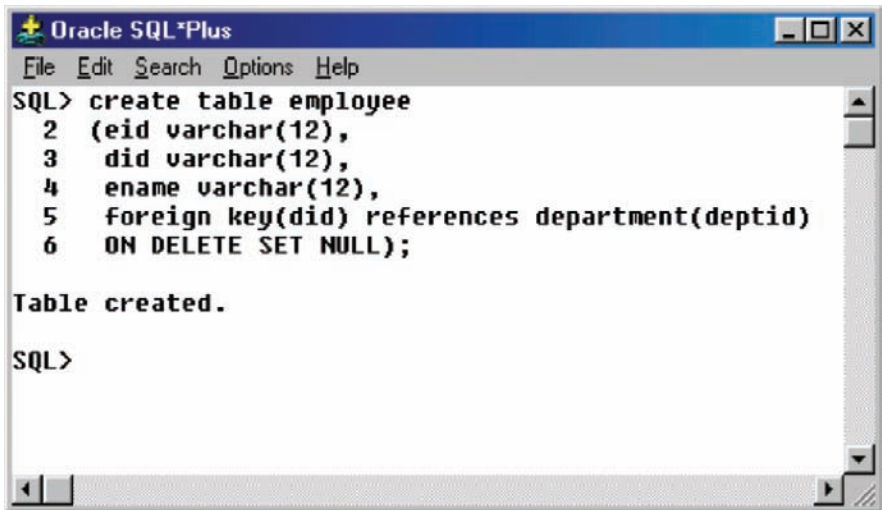 Oracle SQL*Plus
File Edit Search Options Help
SQL> create table employee
2 (eid varchar(12),
3 did varchar(12),
4 ename varchar(12),
5 foreign key(did) references department(deptid)
6 ON DELETE SET NULL);
Table created.
SQL>